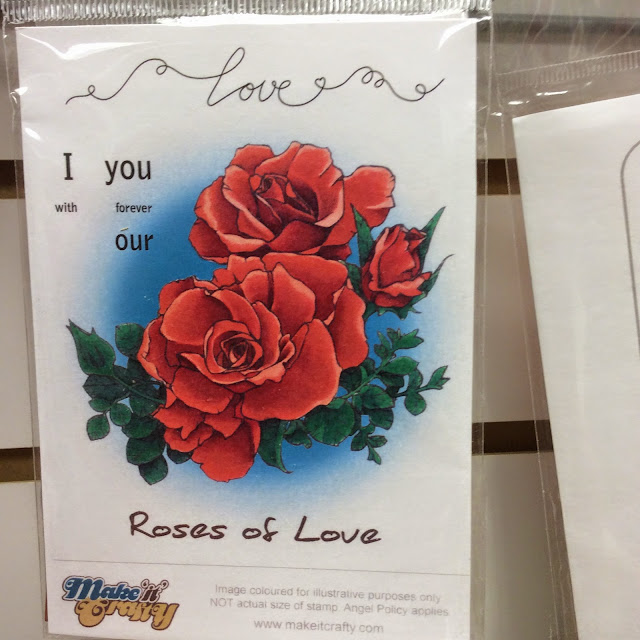 love
I you
with forever
our
Roses of Love
Make 'it' Crafty
Image coloured for illustrative purposes only
NOT actual size of stamp. Angel Policy applies
www.makeitcrafty.com